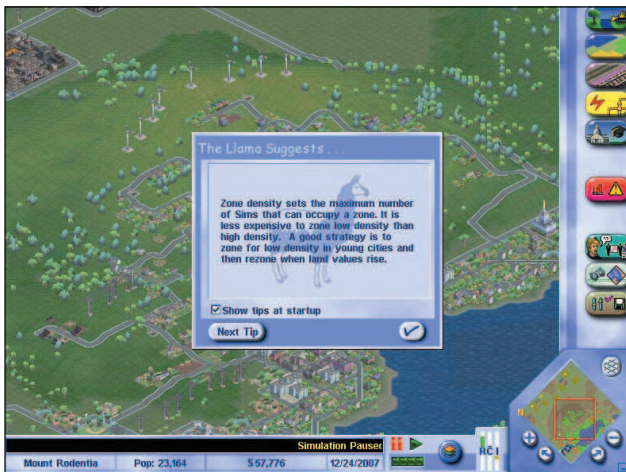 The Llama Suggests . . .
Zone density sets the maximum number
of Sims that can occupy a zone. It is
less expensive to zone low density than
high density. A good strategy is to
zone for low density in young cities and
then rezone when land values rise.
Show tips at startup
Next Tip
N
Simulation Paused
RCI
Mount Rodentia
Pop: 23,164
$57,776
12/24/2007